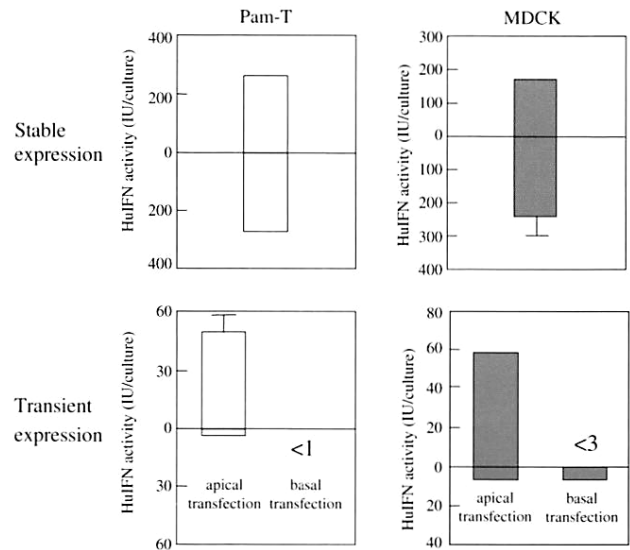 Pam-T
MDCK
Stable
expression
HuIFN activity (IU/culture)
400
200
0
200
400
HuIFN activity (IU/culture)
300
200
100
0
100
200
300
400
Transient
expression
HuIFN activity (IU/culture)
60
30
0
30
60
<1
apical
transfection
basal
transfection
HuIFN activity (IU/culture)
80
60
40
20
0
20
40
<3
apical
transfection
basal
transfection